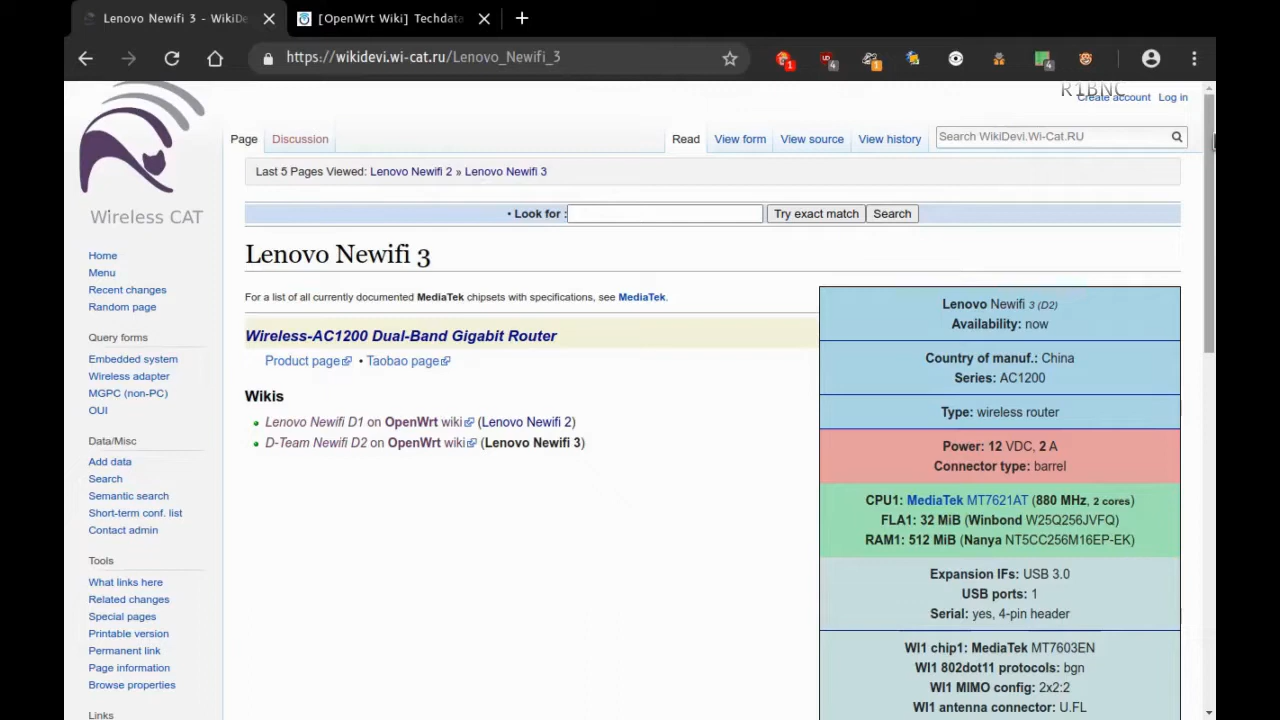 Lenovo Newifi 3 - WikiDe
[OpenWrt Wiki] Techdata
https://wikidevi.wi-cat.ru/Lenovo_Newifi_3
1
4
1
4
R1BNC
Create account Log in
Page Discussion Read View form View source View history Search WikiDevi.Wi-Cat.RU
Last 5 Pages Viewed: Lenovo Newifi 2 » Lenovo Newifi 3
• Look for : Try exact match Search
Wireless CAT
Home
Menu
Recent changes
Random page
Query forms
Embedded system
Wireless adapter
MGPC (non-PC)
OUI
Data/Misc
Add data
Search
Semantic search
Short-term conf. list
Contact admin
Tools
What links here
Related changes
Special pages
Printable version
Permanent link
Page information
Browse properties
Links
Lenovo Newifi 3
For a list of all currently documented MediaTek chipsets with specifications, see MediaTek.
Wireless-AC1200 Dual-Band Gigabit Router
Product page • Taobao page
Wikis
Lenovo Newifi D1 on OpenWrt wiki (Lenovo Newifi 2)
D-Team Newifi D2 on OpenWrt wiki (Lenovo Newifi 3)
Lenovo Newifi 3 (D2)
Availability: now
Country of manuf.: China
Series: AC1200
Type: wireless router
Power: 12 VDC, 2 A
Connector type: barrel
CPU1: MediaTek MT7621AT (880 MHz, 2 cores)
FLA1: 32 MiB (Winbond W25Q256JVFQ)
RAM1: 512 MiB (Nanya NT5CC256M16EP-EK)
Expansion IFs: USB 3.0
USB ports: 1
Serial: yes, 4-pin header
WI1 chip1: MediaTek MT7603EN
WI1 802dot11 protocols: bgn
WI1 MIMO config: 2x2:2
WI1 antenna connector: U.FL